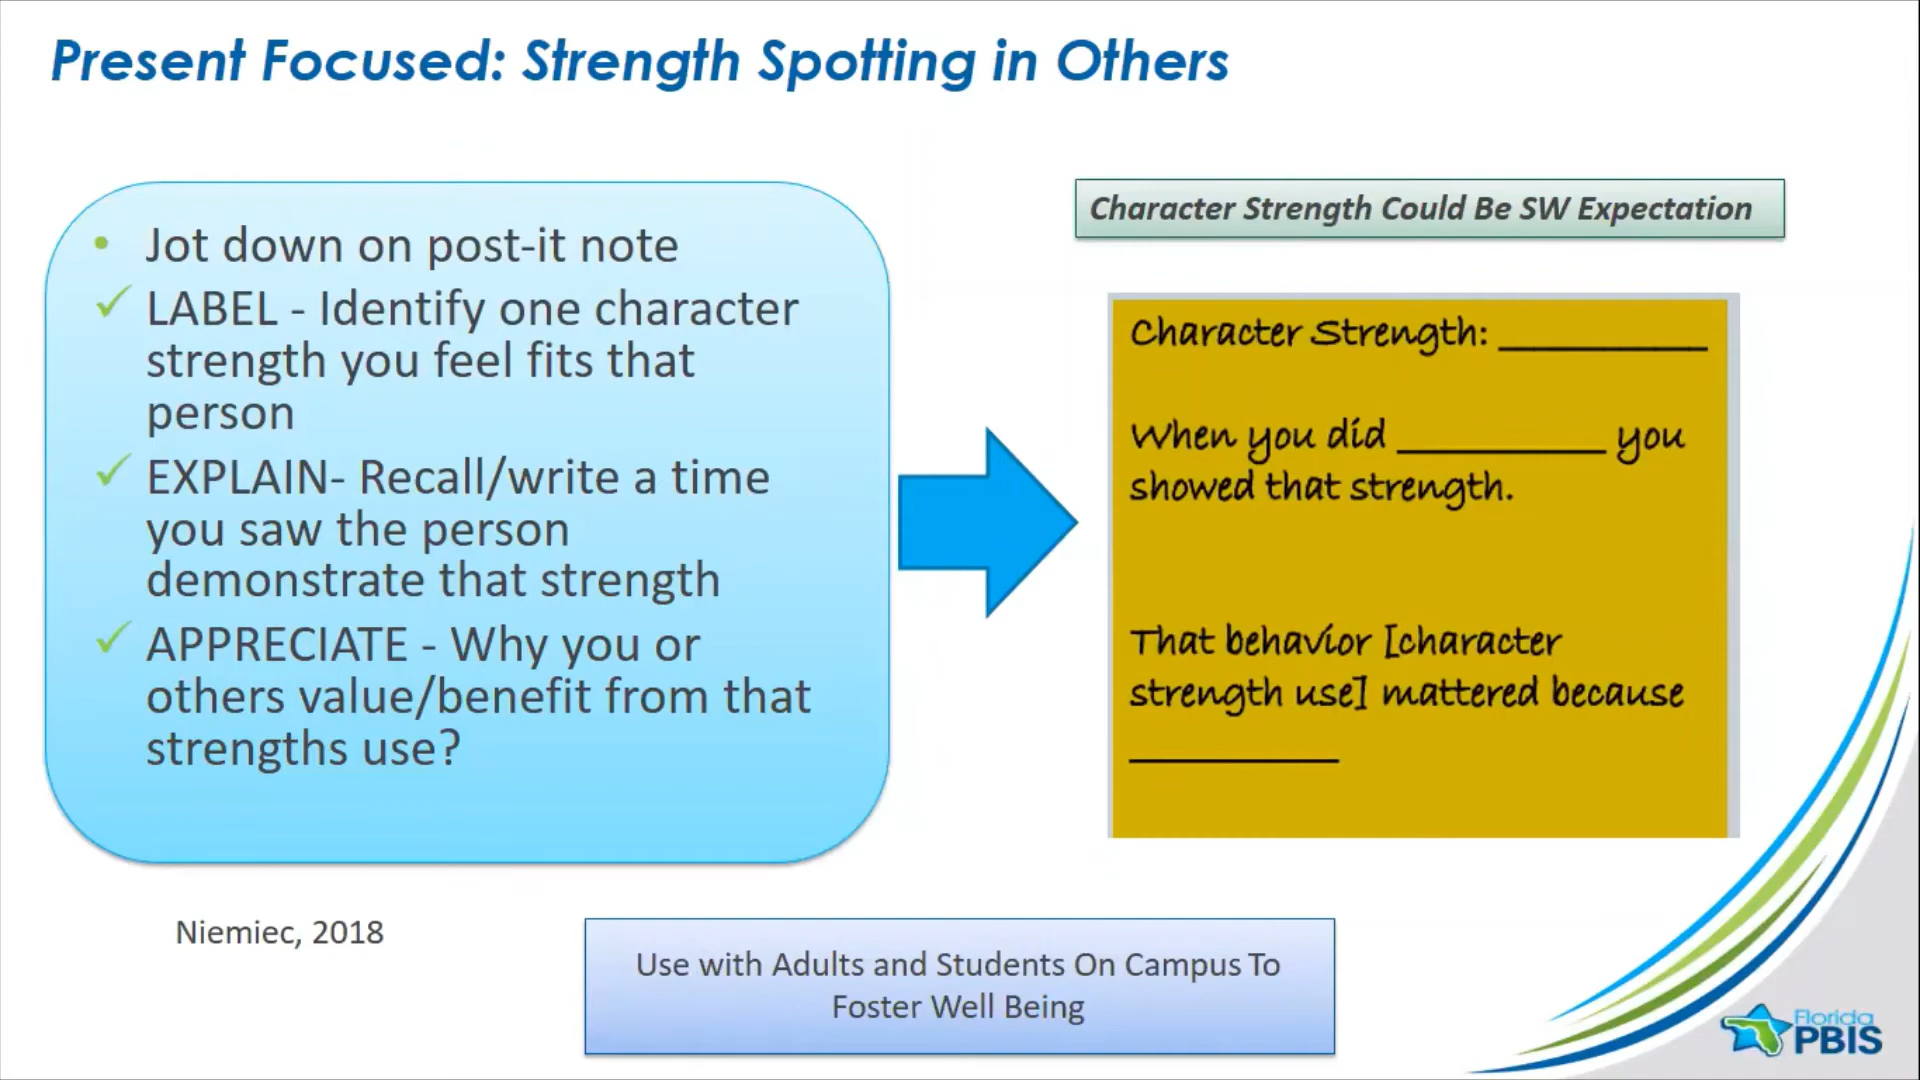 Present Focused: Strength Spotting in Others
• Jot down on post-it note
✓ LABEL - Identify one character
strength you feel fits that
person
✓ EXPLAIN- Recall/write a time
you saw the person
demonstrate that strength
✓ APPRECIATE - Why you or
others value/benefit from that
strengths use?
Character Strength Could Be SW Expectation
Character Strength: ____________
When you did ____________ you
showed that strength.
That behavior [character
strength use] mattered because
____________
Niemiec, 2018
Use with Adults and Students On Campus To
Foster Well Being
Florida
PBIS